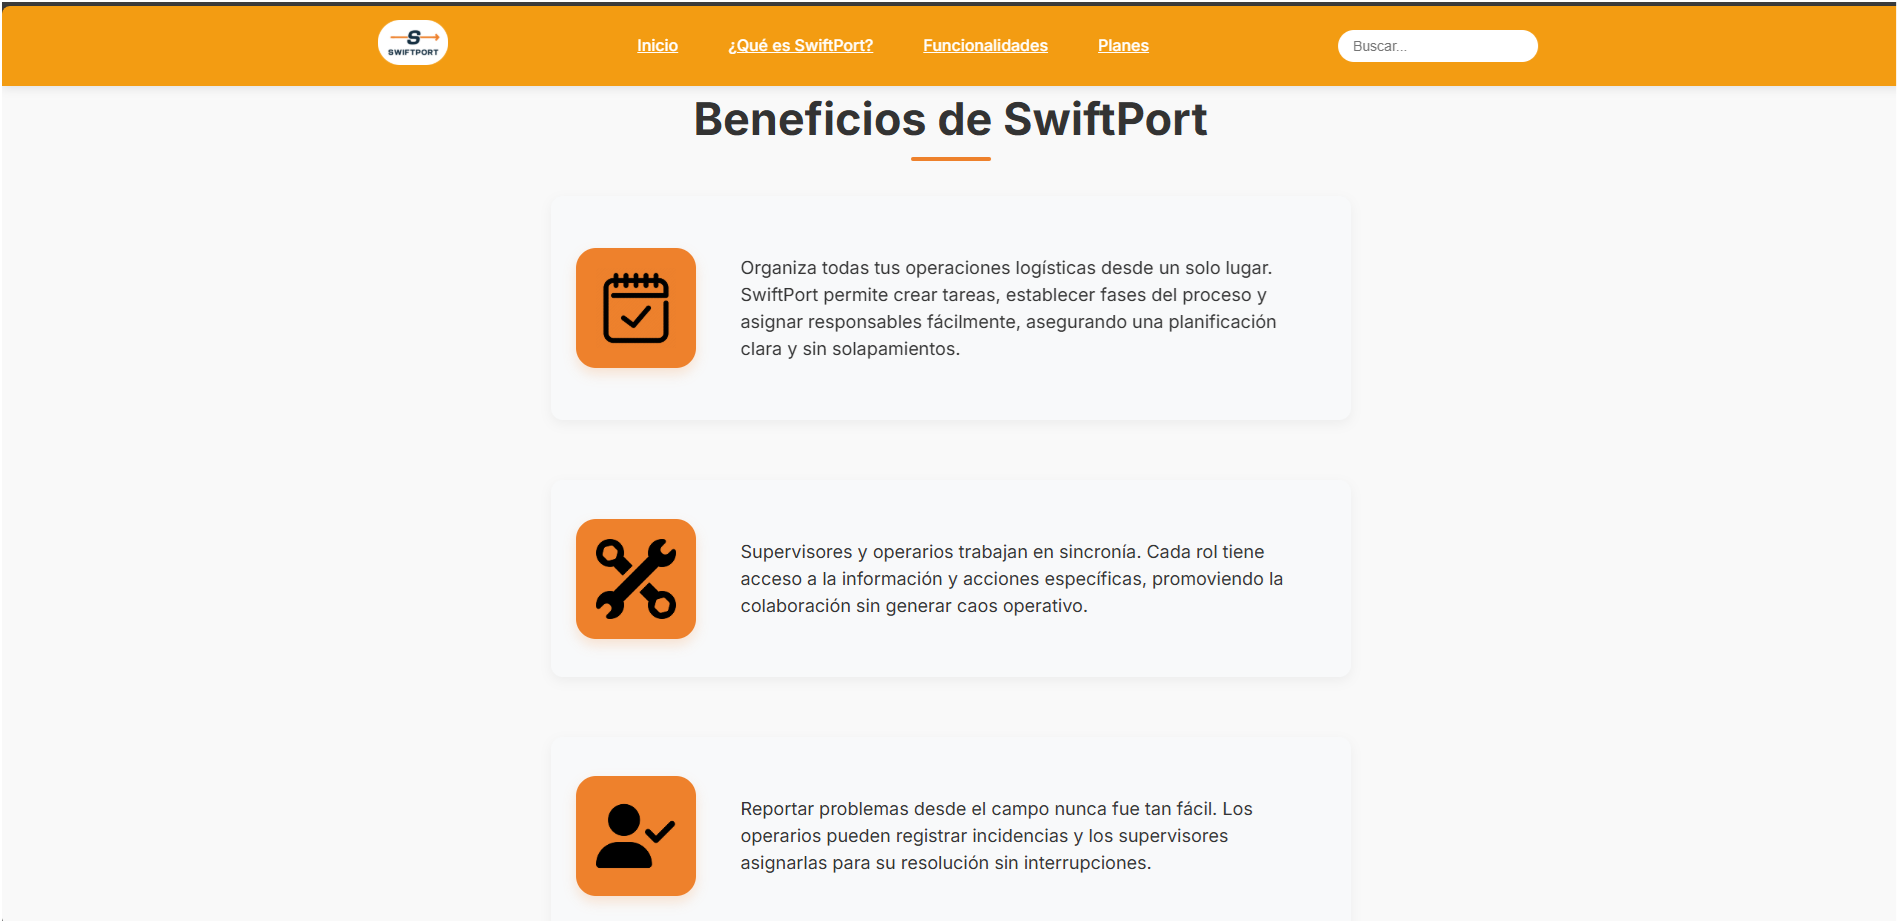 S
SWIFTPORT
Inicio
¿Qué es SwiftPort?
Funcionalidades
Planes
Buscar...
Beneficios de SwiftPort
Organiza todas tus operaciones logísticas desde un solo lugar.
SwiftPort permite crear tareas, establecer fases del proceso y
asignar responsables fácilmente, asegurando una planificación
clara y sin solapamientos.
Supervisores y operarios trabajan en sincronía. Cada rol tiene
acceso a la información y acciones específicas, promoviendo la
colaboración sin generar caos operativo.
Reportar problemas desde el campo nunca fue tan fácil. Los
operarios pueden registrar incidencias y los supervisores
asignarlas para su resolución sin interrupciones.